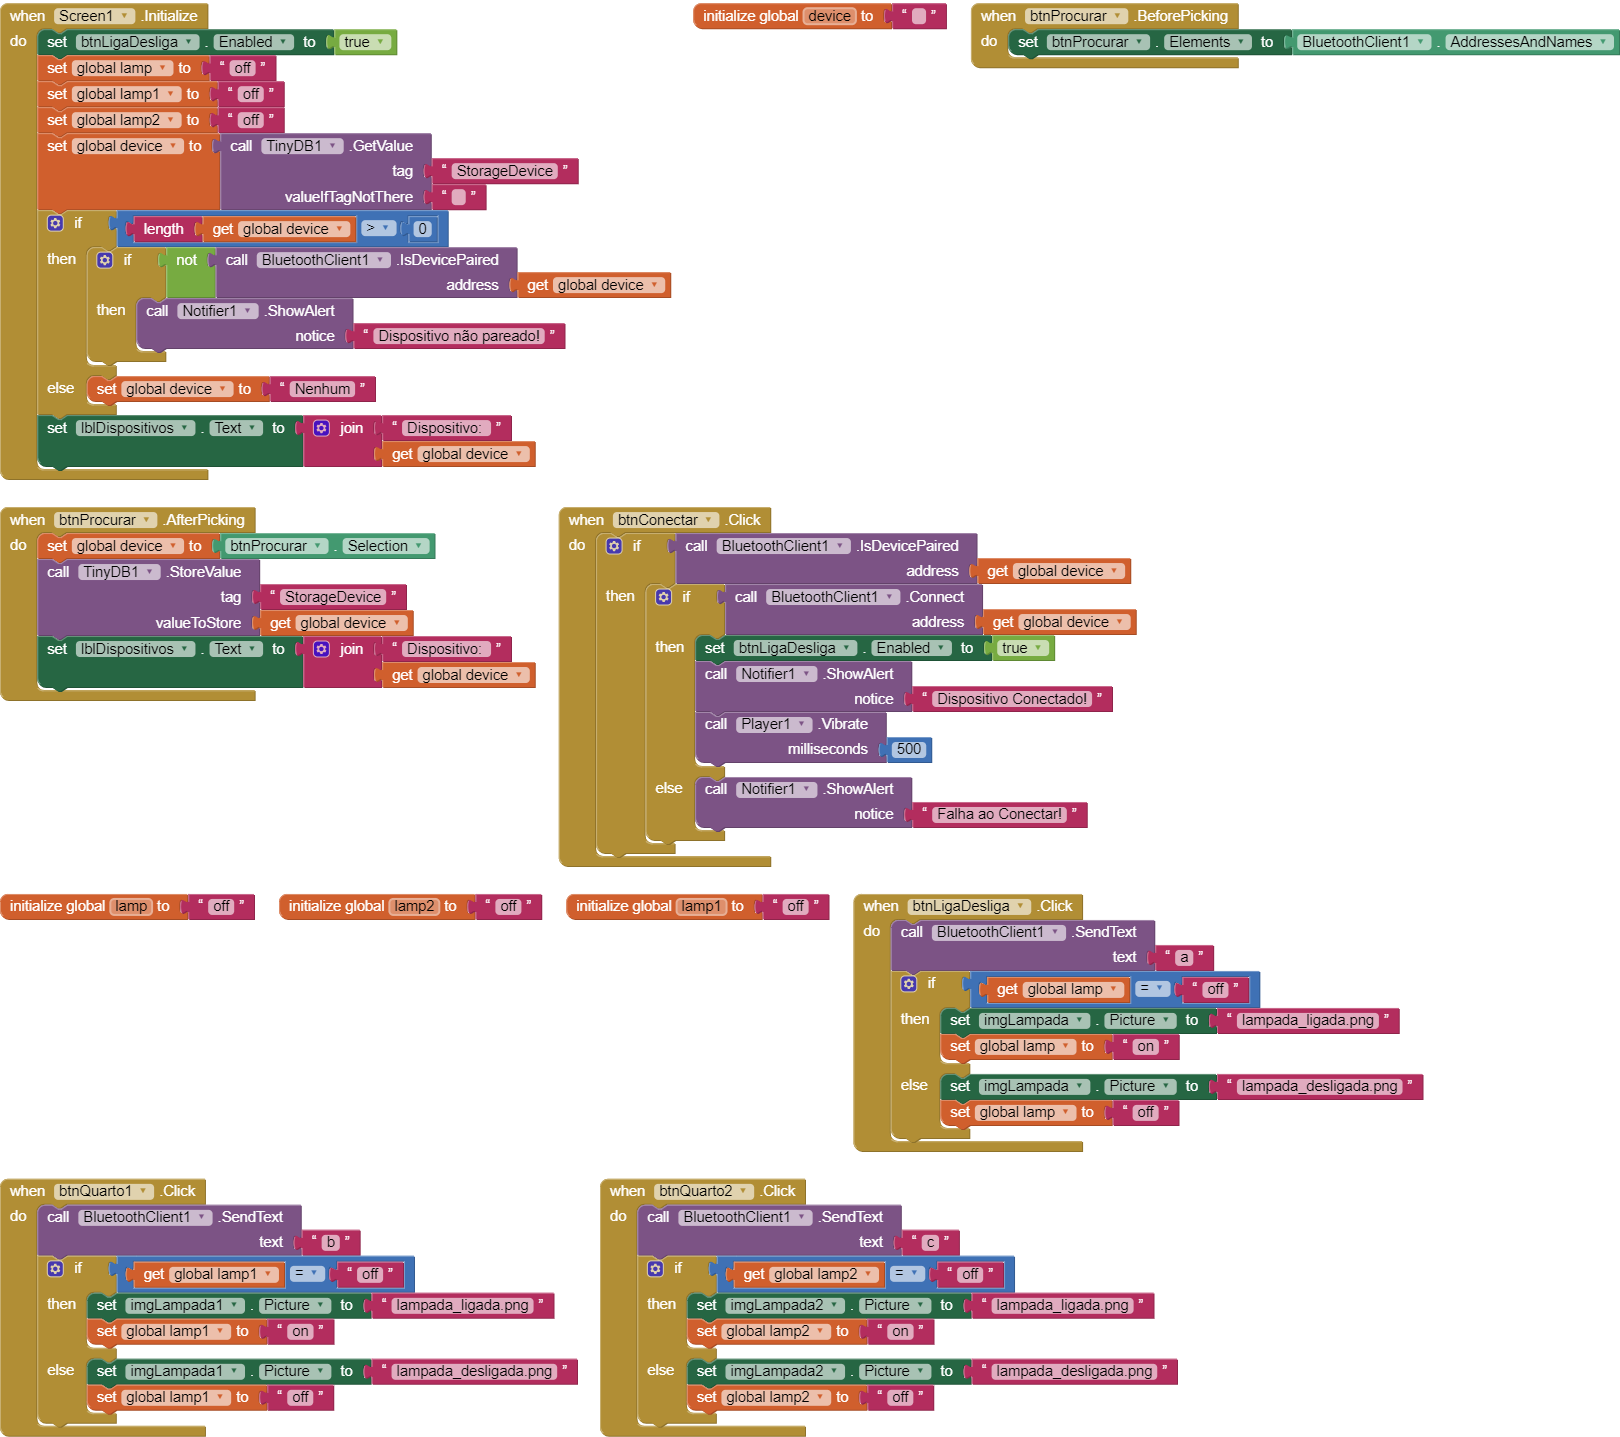 when Screen1 .Initialize
do set btnLigaDesliga . Enabled to true
set global lamp to “ off ”
set global lamp1 to “ off ”
set global lamp2 to “ off ”
set global device to call TinyDB1 .GetValue
tag “ StorageDevice ”
valueIfTagNotThere “ ”
if length get global device > 0
then if not call BluetoothClient1 .IsDevicePaired
address get global device
then call Notifier1 .ShowAlert
notice “ Dispositivo não pareado! ”
else set global device to “ Nenhum ”
set lblDispositivos . Text to join “ Dispositivo: ”
get global device
initialize global device to “ ”
when btnProcurar .BeforePicking
do set btnProcurar . Elements to BluetoothClient1 . AddressesAndNames
when btnProcurar .AfterPicking
do set global device to btnProcurar . Selection
call TinyDB1 .StoreValue
tag “ StorageDevice ”
valueToStore get global device
set lblDispositivos . Text to join “ Dispositivo: ”
get global device
when btnConectar .Click
do if call BluetoothClient1 .IsDevicePaired
address get global device
then if call BluetoothClient1 .Connect
address get global device
then set btnLigaDesliga . Enabled to true
call Notifier1 .ShowAlert
notice “ Dispositivo Conectado! ”
call Player1 .Vibrate
milliseconds 500
else call Notifier1 .ShowAlert
notice “ Falha ao Conectar! ”
initialize global lamp to “ off ”
initialize global lamp2 to “ off ”
initialize global lamp1 to “ off ”
when btnLigaDesliga .Click
do call BluetoothClient1 .SendText
text “ a ”
if get global lamp = “ off ”
then set imgLampada . Picture to “ lampada_ligada.png ”
set global lamp to “ on ”
else set imgLampada . Picture to “ lampada_desligada.png ”
set global lamp to “ off ”
when btnQuarto1 .Click
do call BluetoothClient1 .SendText
text “ b ”
if get global lamp1 = “ off ”
then set imgLampada1 . Picture to “ lampada_ligada.png ”
set global lamp1 to “ on ”
else set imgLampada1 . Picture to “ lampada_desligada.png ”
set global lamp1 to “ off ”
when btnQuarto2 .Click
do call BluetoothClient1 .SendText
text “ c ”
if get global lamp2 = “ off ”
then set imgLampada2 . Picture to “ lampada_ligada.png ”
set global lamp2 to “ on ”
else set imgLampada2 . Picture to “ lampada_desligada.png ”
set global lamp2 to “ off ”